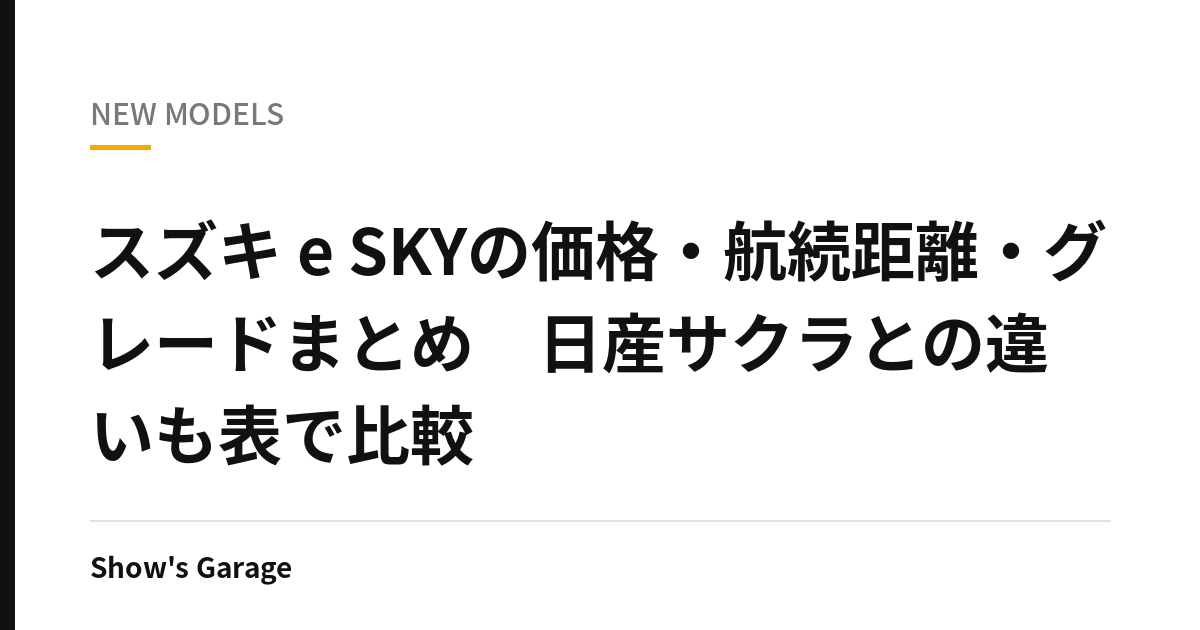 NEW MODELS
スズキ e SKYの価格・航続距離・グ
レードまとめ　日産サクラとの違
いも表で比較
Show's Garage